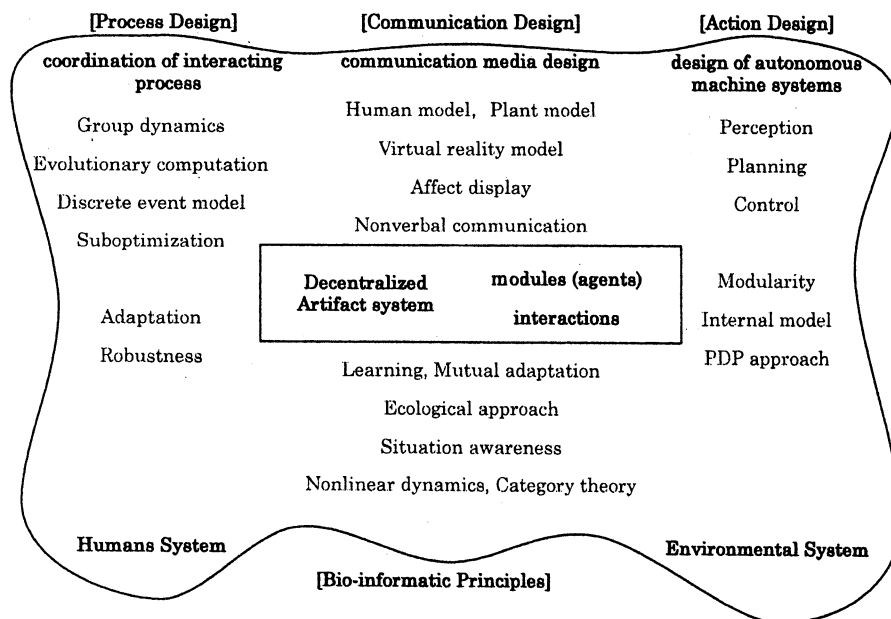 [Process Design]
coordination of interacting
process
Group dynamics
Evolutionary computation
Discrete event model
Suboptimization
Adaptation
Robustness
[Communication Design]
communication media design
Human model, Plant model
Virtual reality model
Affect display
Nonverbal communication
Decentralized
Artifact system
modules (agents)
interactions
Learning, Mutual adaptation
Ecological approach
Situation awareness
Nonlinear dynamics, Category theory
[Action Design]
design of autonomous
machine systems
Perception
Planning
Control
Modularity
Internal model
PDP approach
Humans System
Environmental System
[Bio-informatic Principles]